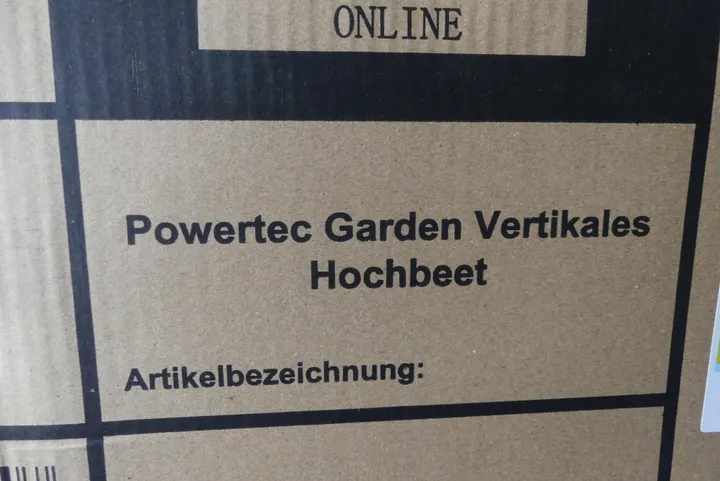 ONLINE
Powertec Garden Vertikales
Hochbeet
Artikelbezeichnung: